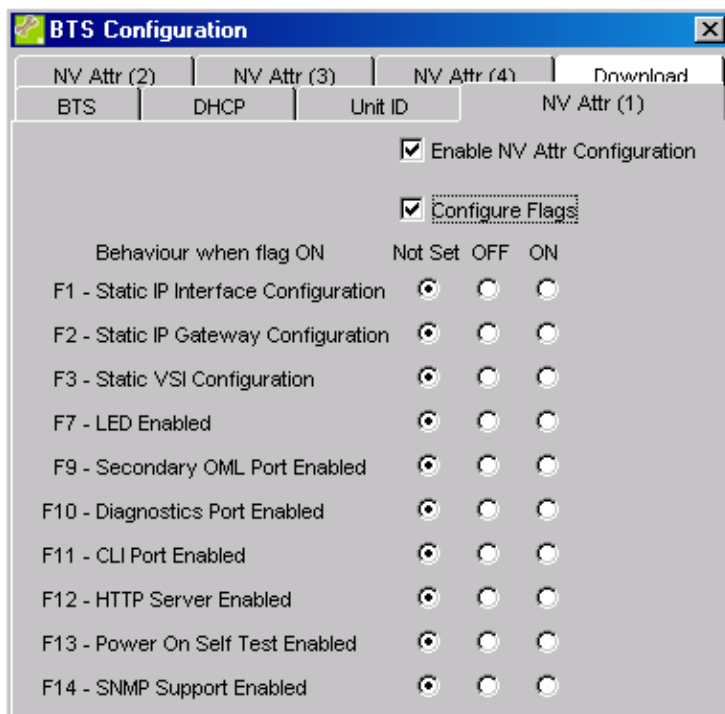 BTS Configuration
NV Attr (2) NV Attr (3) NV Attr (4) Download
BTS DHCP Unit ID NV Attr (1)
Enable NV Attr Configuration
Configure Flags
Behaviour when flag ON Not Set OFF ON
F1 - Static IP Interface Configuration
F2 - Static IP Gateway Configuration
F3 - Static VSI Configuration
F7 - LED Enabled
F9 - Secondary OML Port Enabled
F10 - Diagnostics Port Enabled
F11 - CLI Port Enabled
F12 - HTTP Server Enabled
F13 - Power On Self Test Enabled
F14 - SNMP Support Enabled